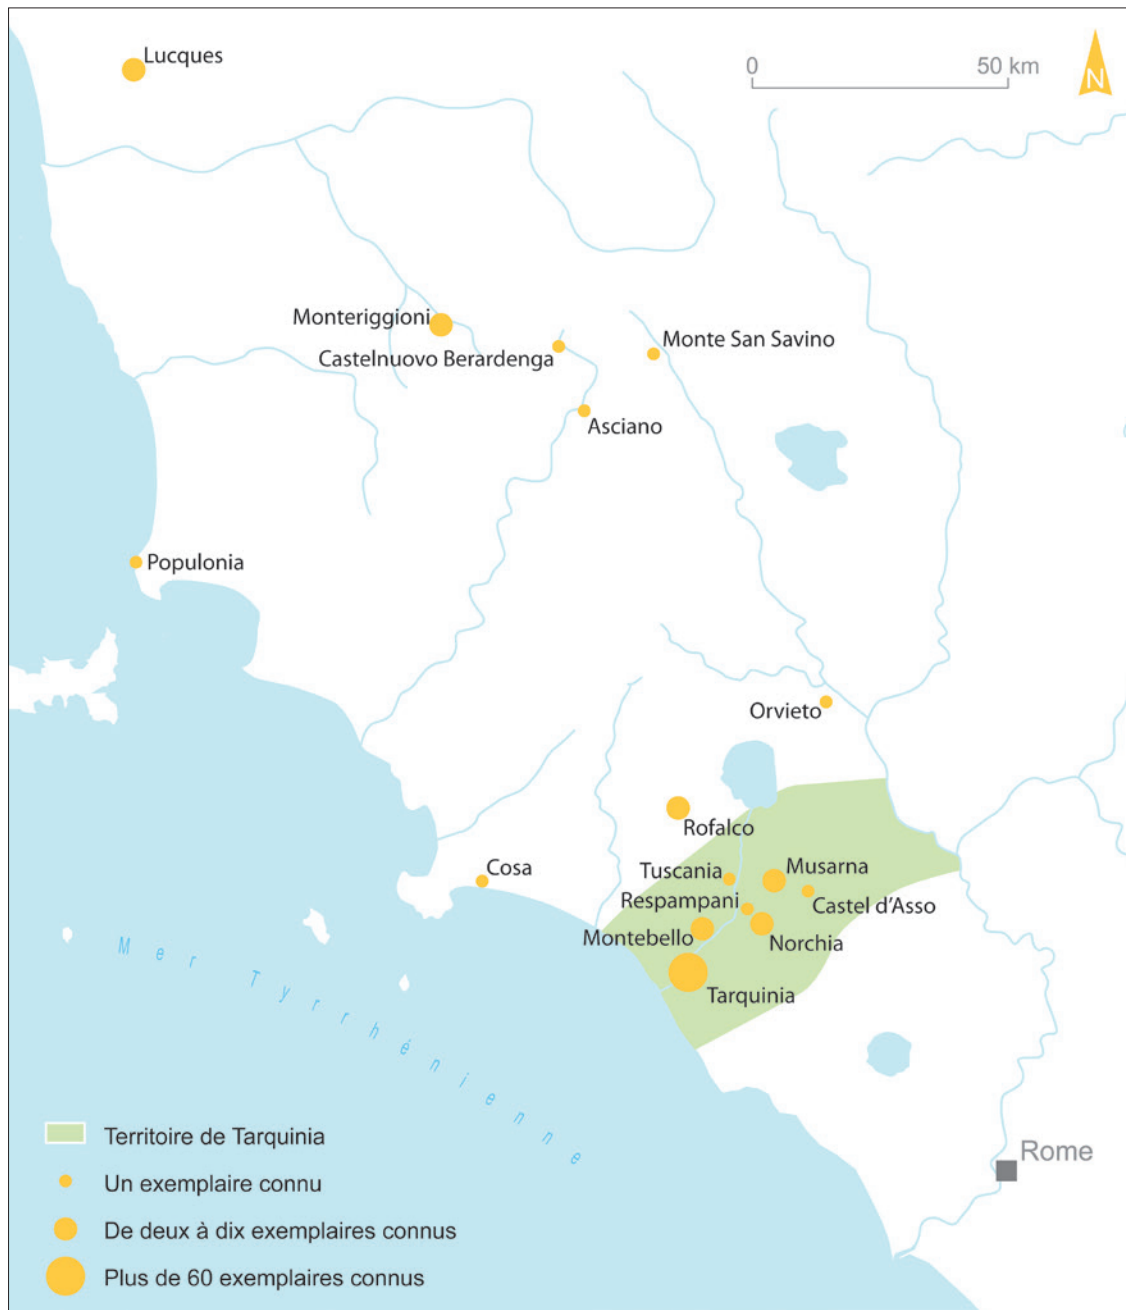 Lucques
0 50 km
N
Monteriggioni
Monte San Savino
Castelnuovo Berardenga
Asciano
Populonia
Orvieto
Rofalco
Cosa
Tuscania
Musarna
Respampani
Castel d'Asso
Montebello
Norchia
Tarquinia
Mer Tyrrhénienne
Territoire de Tarquinia
Rome
Un exemplaire connu
De deux à dix exemplaires connus
Plus de 60 exemplaires connus